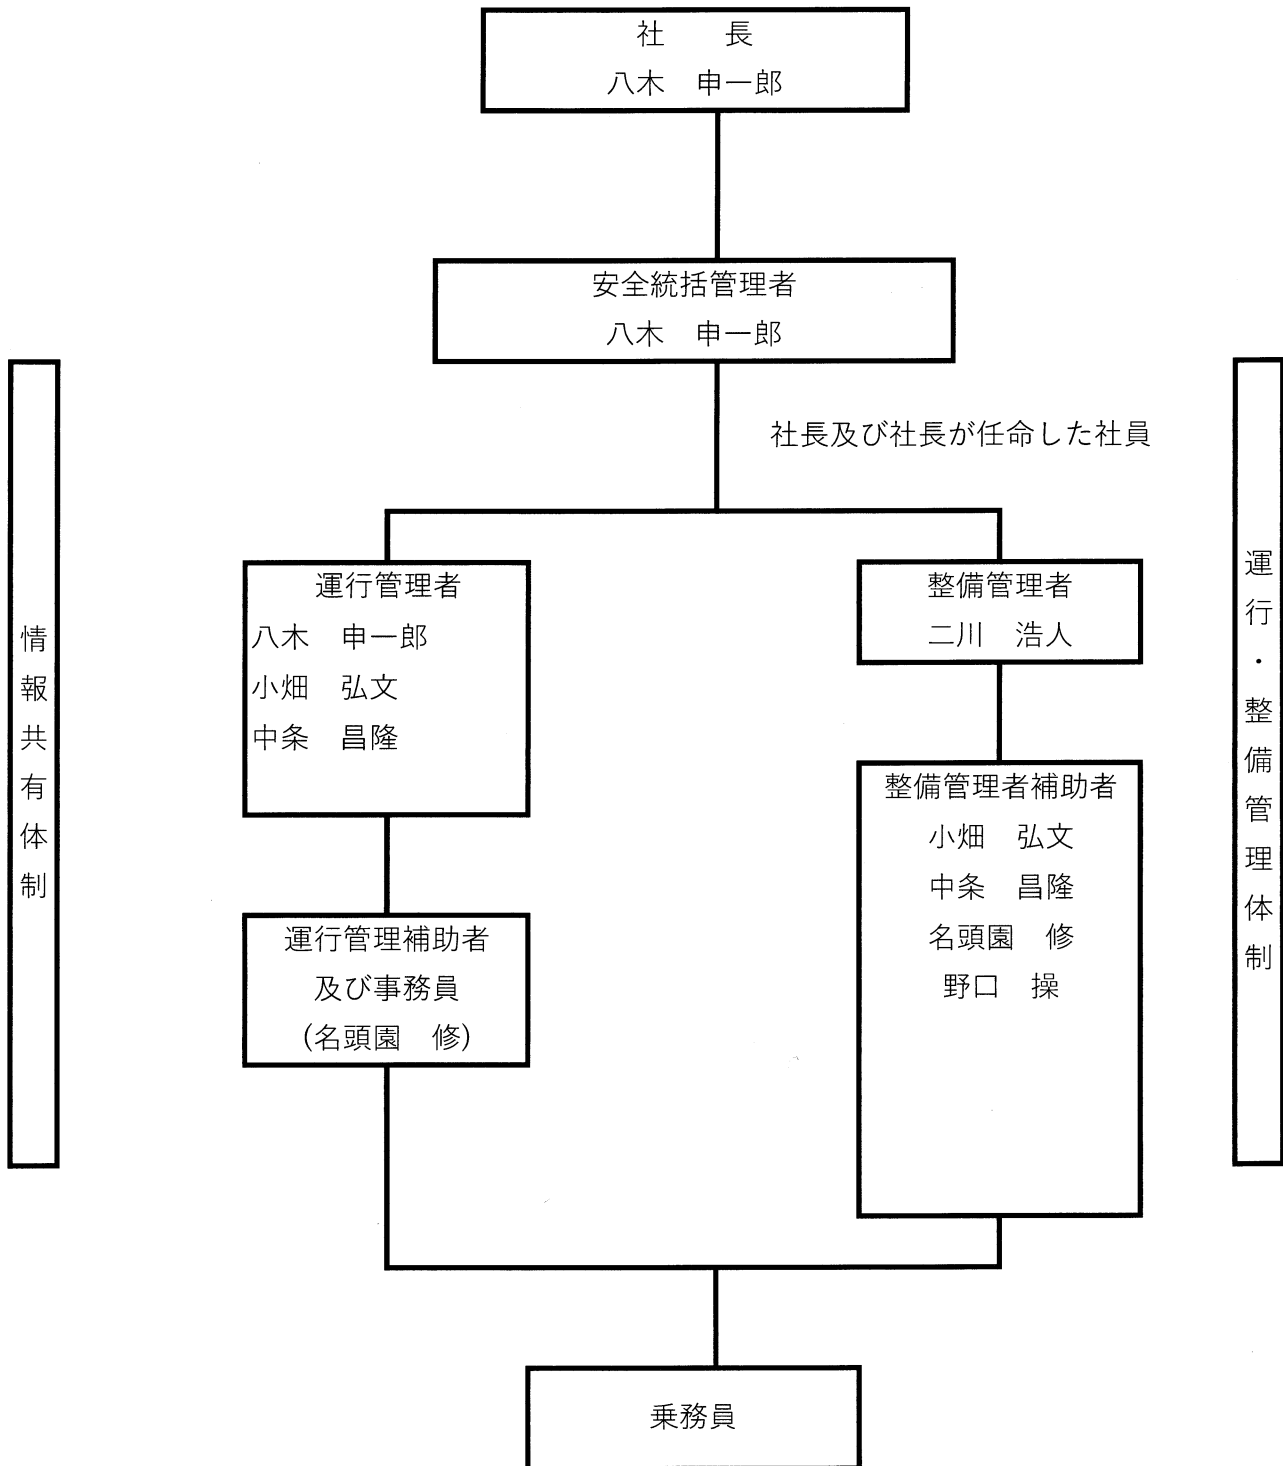 社　　長
八木　申一郎
安全統括管理者
八木　申一郎
社長及び社長が任命した社員
情報共有体制
運行管理者
八木　申一郎
小畑　弘文
中条　昌隆
運行管理補助者
及び事務員
(名頭園　修)
整備管理者
二川　浩人
整備管理者補助者
小畑　弘文
中条　昌隆
名頭園　修
野口　操
運行・整備管理体制
乗務員